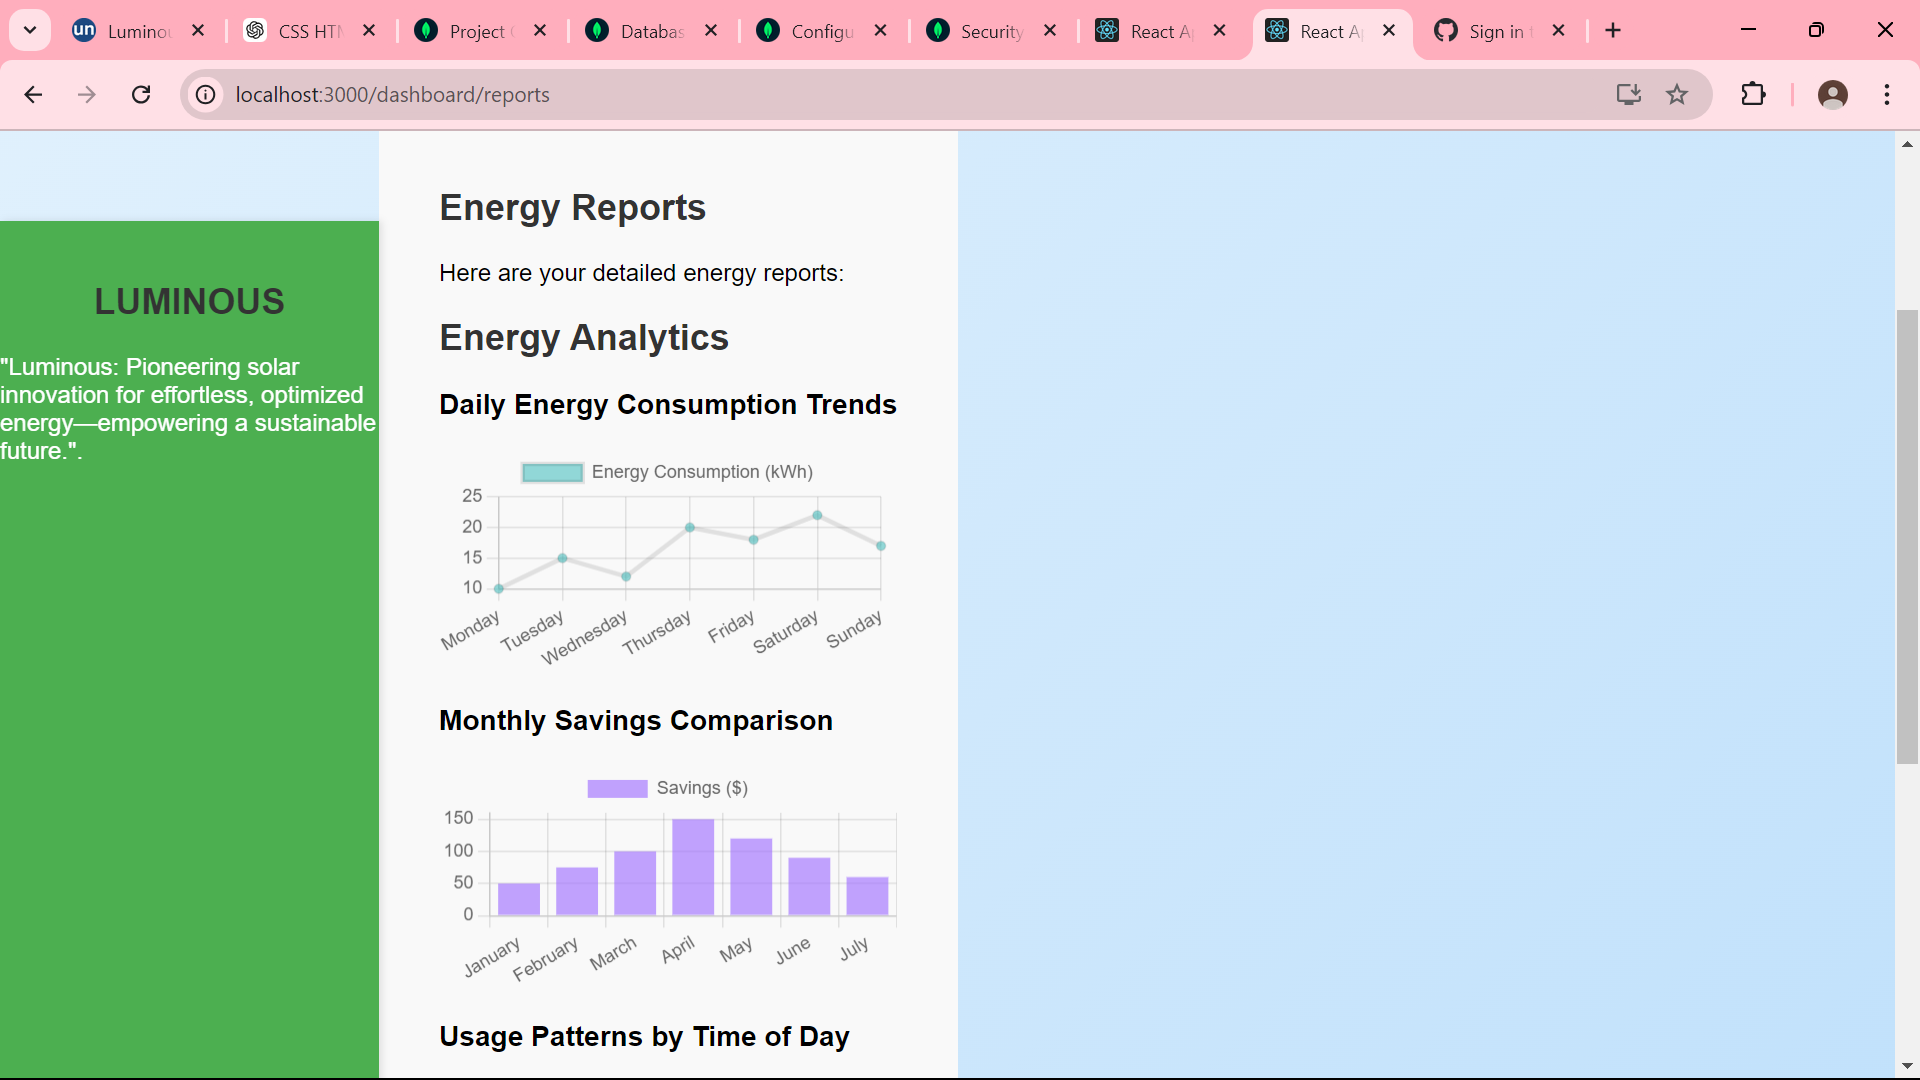 Luminou
CSS HTM
Project C
Databas
Configu
Security
React A
React A
Sign in t
localhost:3000/dashboard/reports
LUMINOUS
"Luminous: Pioneering solar
innovation for effortless, optimized
energy—empowering a sustainable
future.".
Energy Reports
Here are your detailed energy reports:
Energy Analytics
Daily Energy Consumption Trends
Energy Consumption (kWh)
25
20
15
10
Monday Tuesday Wednesday Thursday Friday Saturday Sunday
Monthly Savings Comparison
Savings ($)
150
100
50
0
January February March April May June July
Usage Patterns by Time of Day